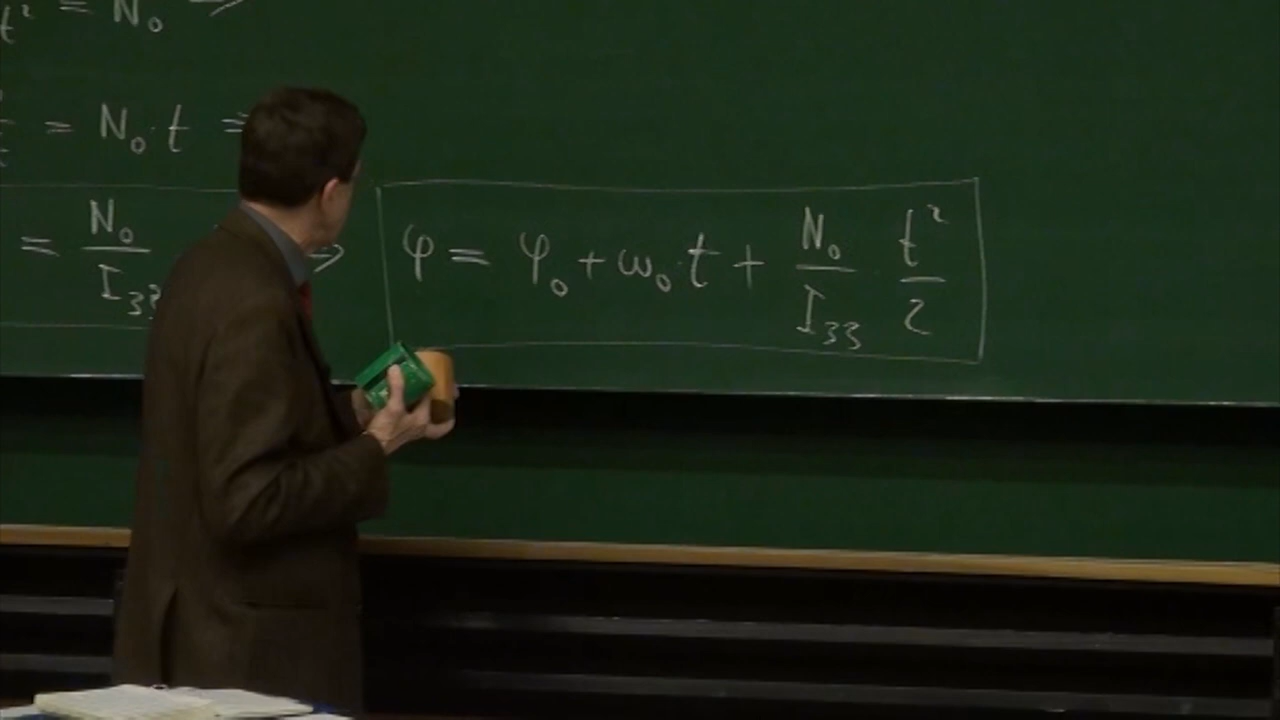 t² = N₀ →
= N₀·t =
= N₀/I₃₃ → φ = φ₀ + ω₀·t + N₀/I₃₃ · t²/2